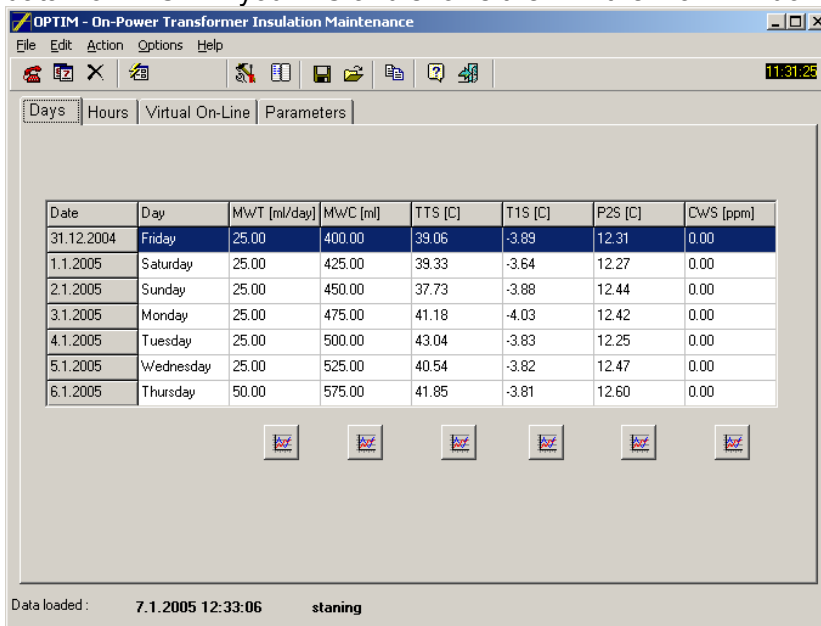 OPTIM - On-Power Transformer Insulation Maintenance
File Edit Action Options Help
11:31:25
Days Hours Virtual On-Line Parameters
Date Day MWT [ml/day] MWC [ml] TTS [C] T1S [C] P2S [C] CWS [ppm]
31.12.2004 Friday 25.00 400.00 39.06 -3.89 12.31 0.00
1.1.2005 Saturday 25.00 425.00 39.33 -3.64 12.27 0.00
2.1.2005 Sunday 25.00 450.00 37.73 -3.88 12.44 0.00
3.1.2005 Monday 25.00 475.00 41.18 -4.03 12.42 0.00
4.1.2005 Tuesday 25.00 500.00 43.04 -3.83 12.25 0.00
5.1.2005 Wednesday 25.00 525.00 40.54 -3.82 12.47 0.00
6.1.2005 Thursday 50.00 575.00 41.85 -3.81 12.60 0.00
Data loaded : 7.1.2005 12:33:06 staning